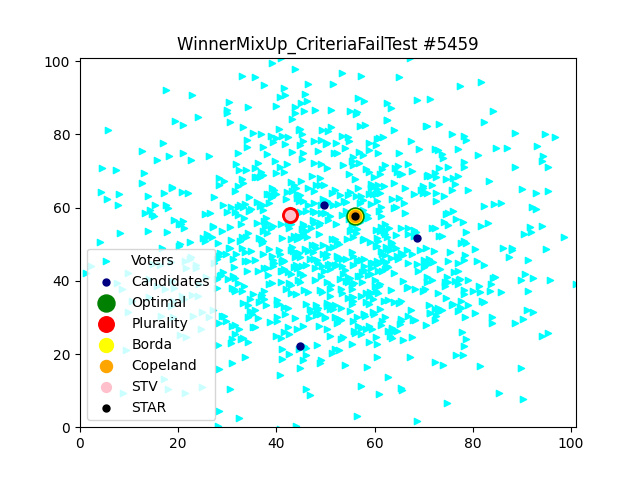 WinnerMixUp_CriteriaFailTest #5459
100
80
60
40
20
0
0 20 40 60 80 100
Voters
Candidates
Optimal
Plurality
Borda
Copeland
STV
STAR